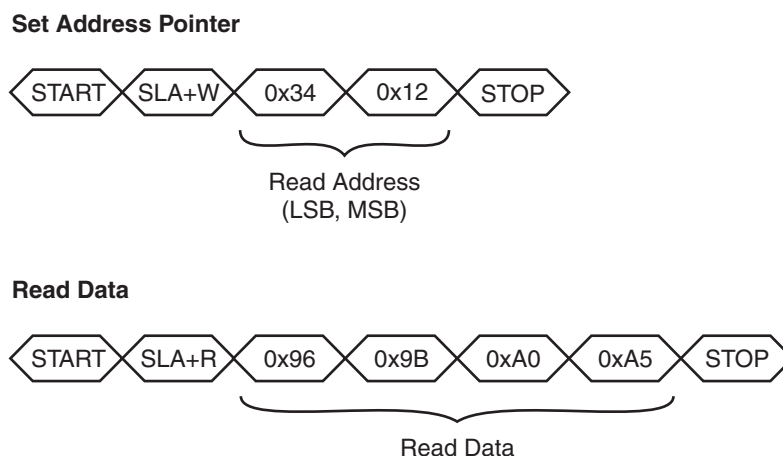 Set Address Pointer
START SLA+W 0x34 0x12 STOP
Read Address
(LSB, MSB)
Read Data
START SLA+R 0x96 0x9B 0xA0 0xA5 STOP
Read Data